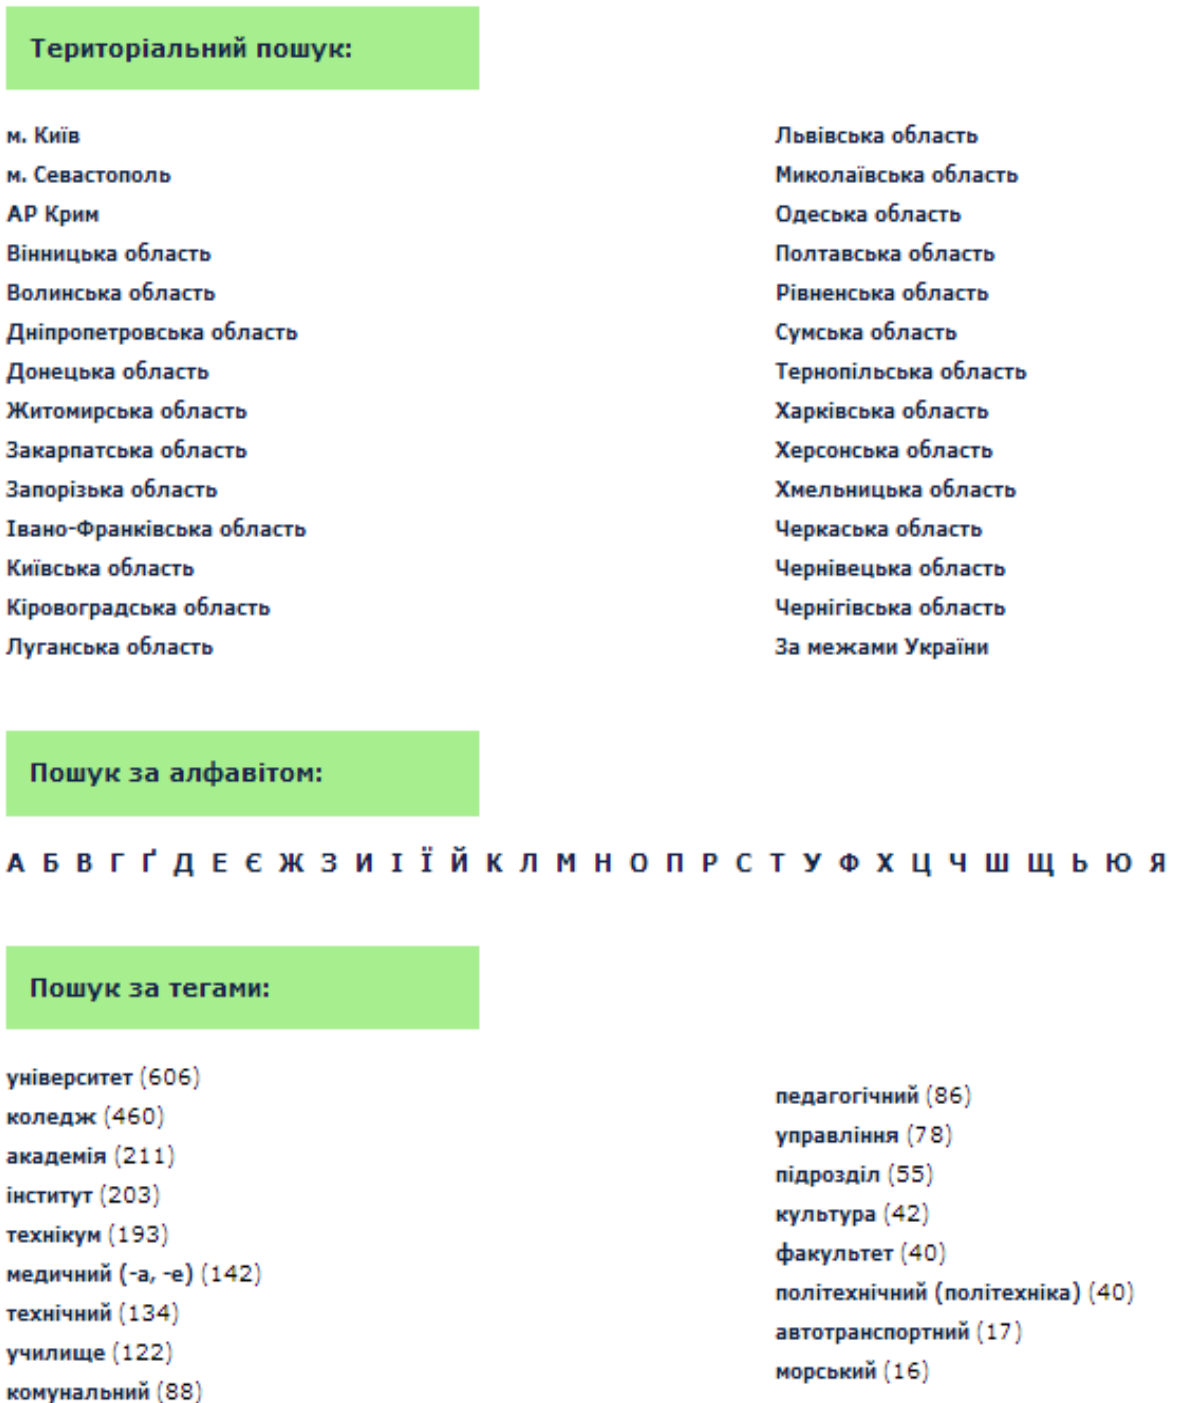 Територіальний пошук:
м. Київ
м. Севастополь
АР Крим
Вінницька область
Волинська область
Дніпропетровська область
Донецька область
Житомирська область
Закарпатська область
Запорізька область
Івано-Франківська область
Київська область
Кіровоградська область
Луганська область
Львівська область
Миколаївська область
Одеська область
Полтавська область
Рівненська область
Сумська область
Тернопільська область
Харківська область
Херсонська область
Хмельницька область
Черкаська область
Чернівецька область
Чернігівська область
За межами України
Пошук за алфавітом:
А Б В Г Ґ Д Е Є Ж З И І Ї Й К Л М Н О П Р С Т У Ф Х Ц Ч Ш Щ Ь Ю Я
Пошук за тегами:
університет (606)
коледж (460)
академія (211)
інститут (203)
технікум (193)
медичний (-а, -е) (142)
технічний (134)
училище (122)
комунальний (88)
педагогічний (86)
управління (78)
підрозділ (55)
культура (42)
факультет (40)
політехнічний (політехніка) (40)
автотранспортний (17)
морський (16)